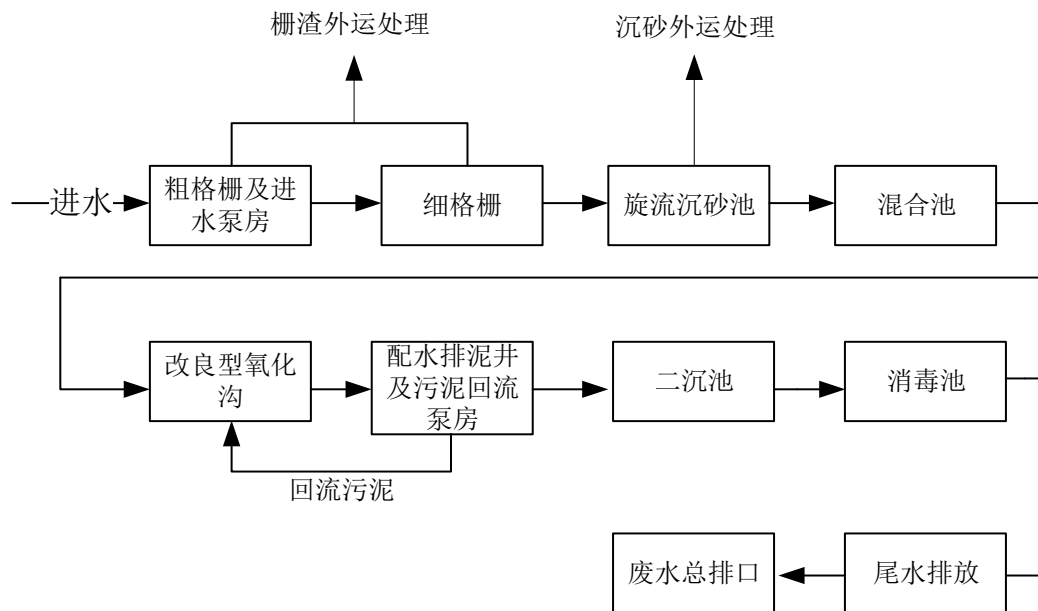 栅渣外运处理
沉砂外运处理
进水
粗格栅及进
水泵房
细格栅
旋流沉砂池
混合池
改良型氧化
沟
配水排泥井
及污泥回流
泵房
二沉池
消毒池
回流污泥
废水总排口
尾水排放